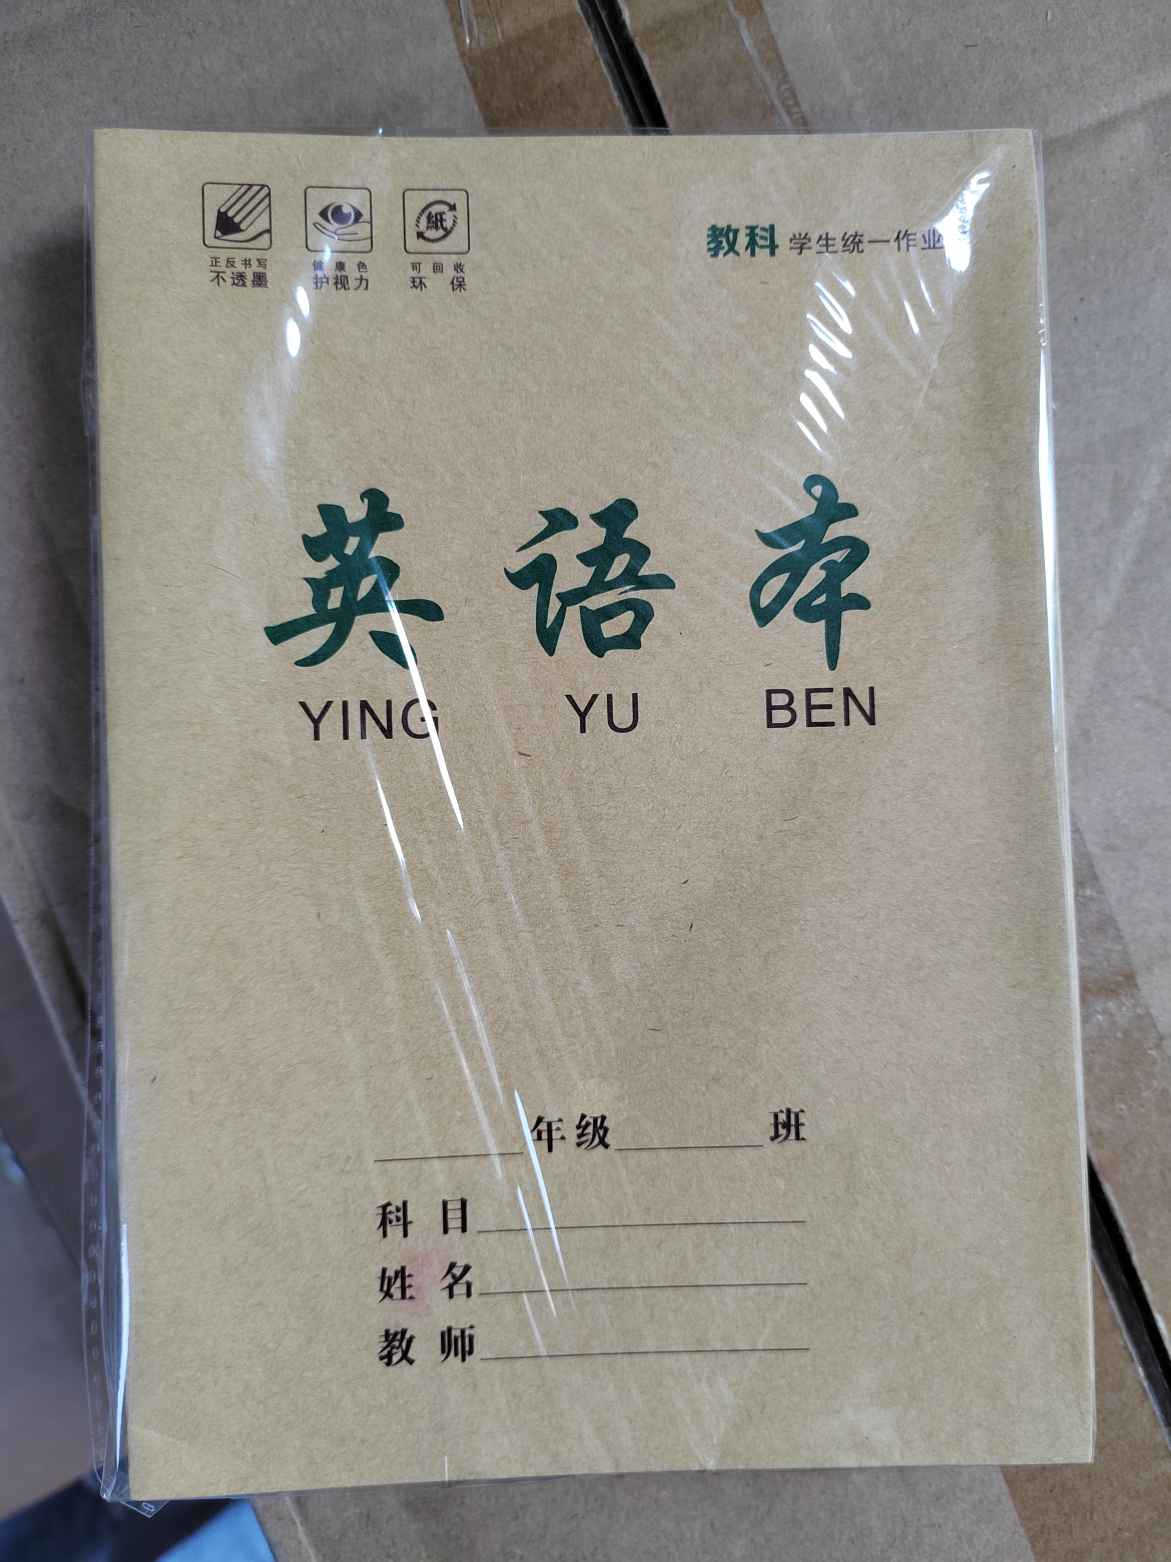 紙
正反书写 健康色 可回收
不透墨 护视力 环保
教科 学生统一作业
英语本
YING YU BEN
年级 班
科目
姓名
教师